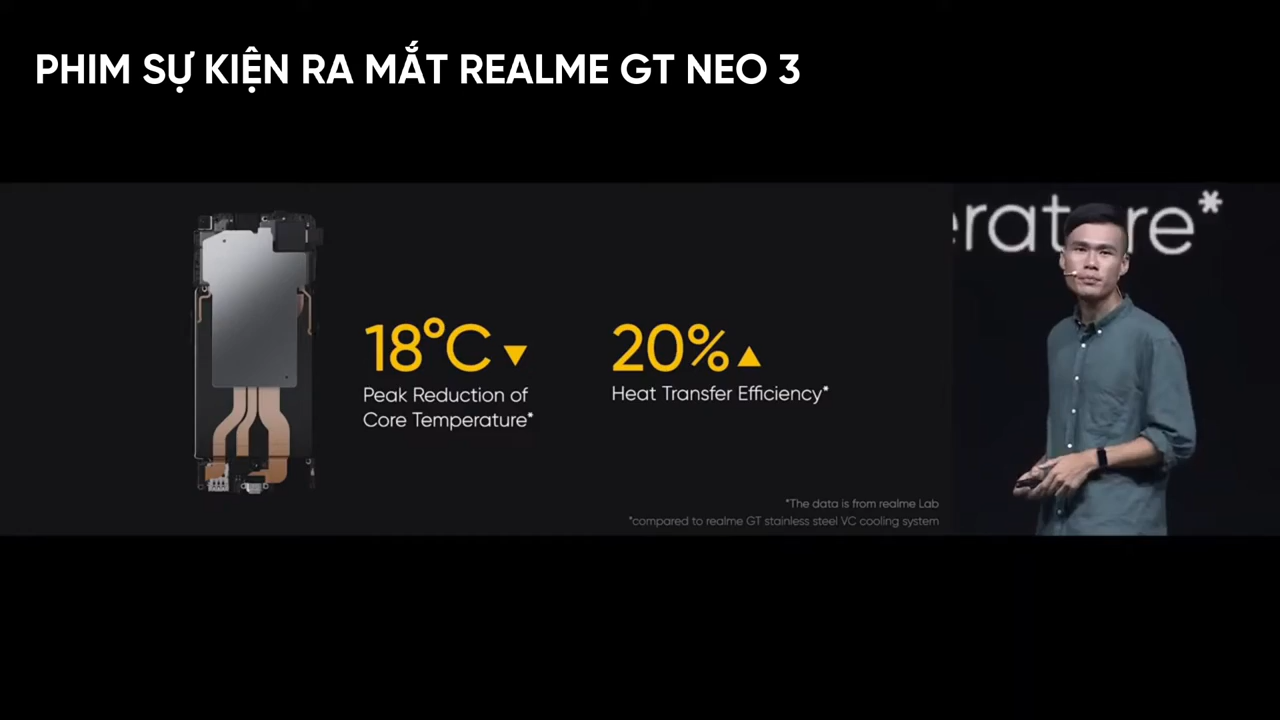 PHIM SỰ KIỆN RA MẮT REALME GT NEO 3
erature*
18°C▼
Peak Reduction of
Core Temperature*
20%▲
Heat Transfer Efficiency*
*The data is from realme Lab
*compared to realme GT stainless steel VC cooling system